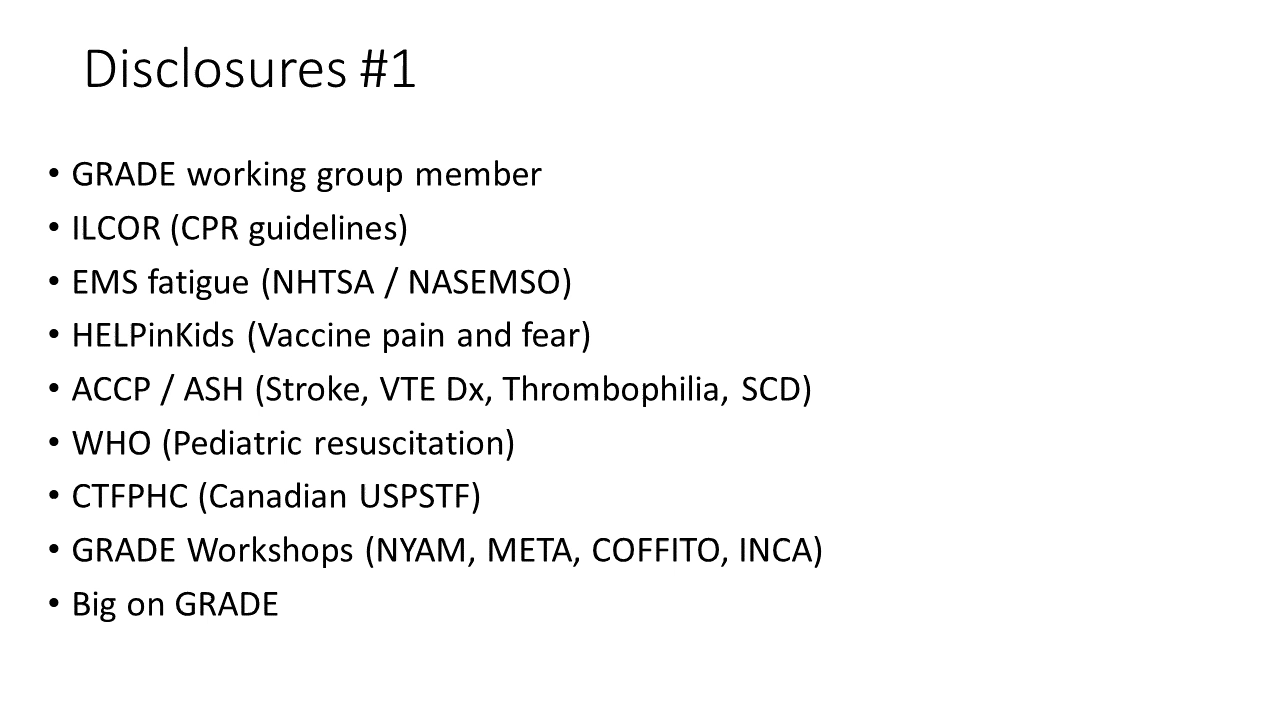 Disclosures #1
• GRADE working group member
• ILCOR (CPR guidelines)
• EMS fatigue (NHTSA / NASEMSO)
• HELPinKids (Vaccine pain and fear)
• ACCP / ASH (Stroke, VTE Dx, Thrombophilia, SCD)
• WHO (Pediatric resuscitation)
• CTFPHC (Canadian USPSTF)
• GRADE Workshops (NYAM, META, COFFITO, INCA)
• Big on GRADE